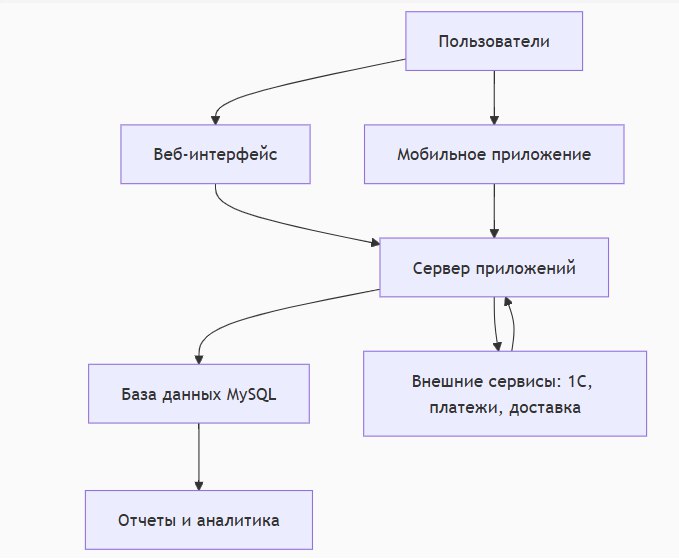 Пользователи
Веб-интерфейс
Мобильное приложение
Сервер приложений
База данных MySQL
Внешние сервисы: 1С,
платежи, доставка
Отчеты и аналитика